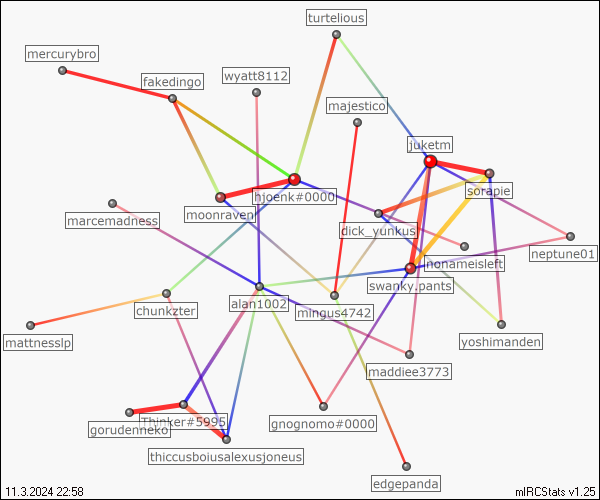 turtelious
mercurybro
fakedingo
wyatt8112
majestico
juketm
sorapie
hjoenk#0000
moonraven
marcemadness
dick_yunkus
nonameisleft
neptune01
swanky.pants
alan1002
mingus4742
chunkzter
mattnesslp
yoshimanden
maddiee3773
Thinker#5995
gorudenneko
gnognomo#0000
thiccusboiusalexusjoneus
edgepanda
11.3.2024 22:58
mIRCStats v1.25